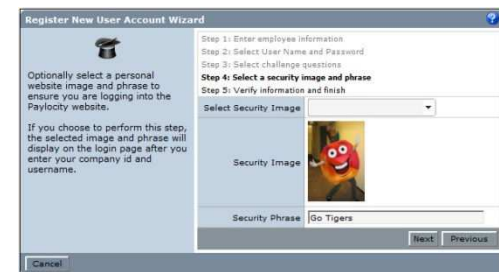 Register New User Account Wizard
?
Optionally select a personal
website image and phrase to
ensure you are logging into the
Paylocity website.
If you choose to perform this step,
the selected image and phrase will
display on the login page after you
enter your company id and
username.
Step 1: Enter employee information
Step 2: Select User Name and Password
Step 3: Select challenge questions
Step 4: Select a security image and phrase
Step 5: Verify information and finish
Select Security Image
Security Image
Security Phrase Go Tigers
Next Previous
Cancel